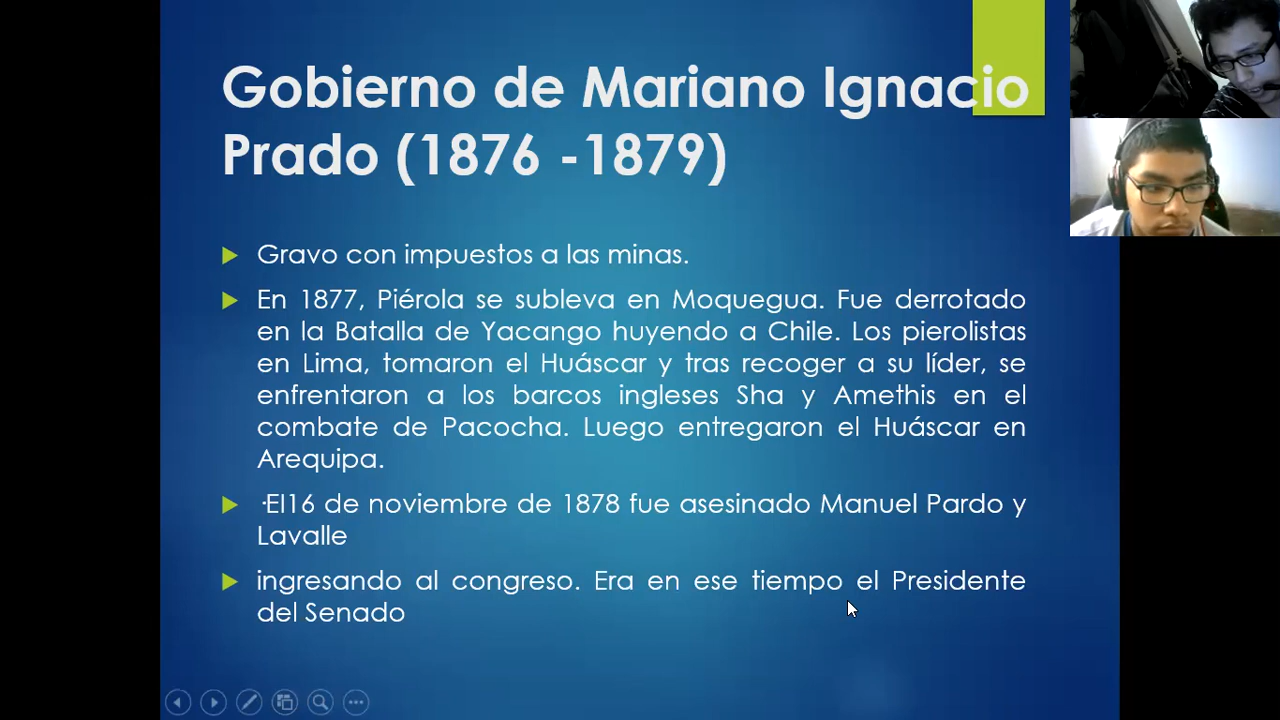 Gobierno de Mariano Ignacio
Prado (1876 -1879)
Gravo con impuestos a las minas.
En 1877, Piérola se subleva en Moquegua. Fue derrotado
en la Batalla de Yacango huyendo a Chile. Los pierolistas
en Lima, tomaron el Huáscar y tras recoger a su líder, se
enfrentaron a los barcos ingleses Sha y Amethis en el
combate de Pacocha. Luego entregaron el Huáscar en
Arequipa.
·El16 de noviembre de 1878 fue asesinado Manuel Pardo y
Lavalle
ingresando al congreso. Era en ese tiempo el Presidente
del Senado